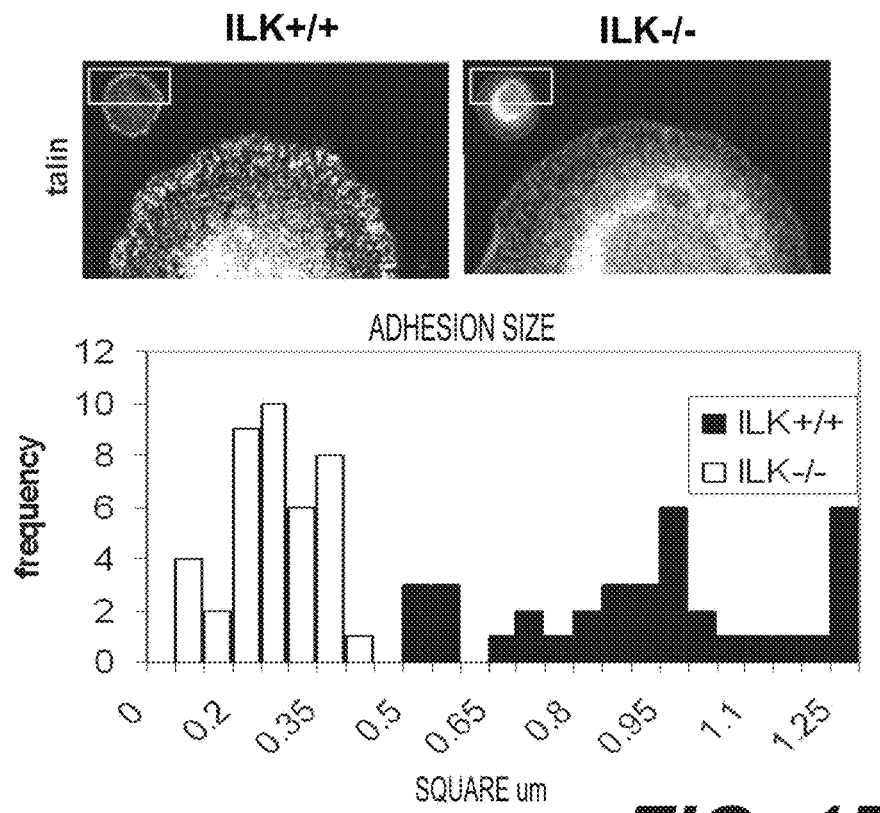 ILK+/+ ILK-/-
talin
ADHESION SIZE
12
10
8
6
4
2
0
frequency
ILK+/+
ILK-/-
0 0.2 0.35 0.5 0.65 0.8 0.95 1.1 1.25
SQUARE um